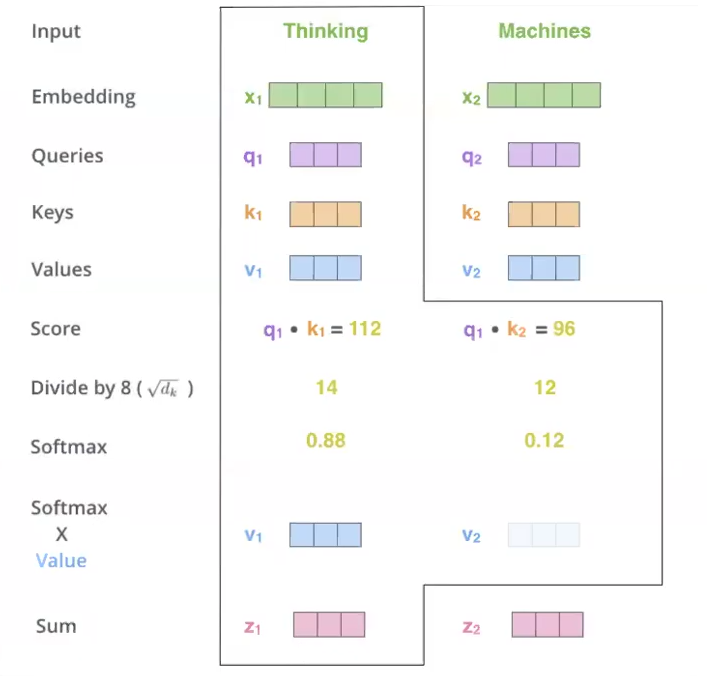 Input Thinking Machines
Embedding x₁ x₂
Queries q₁ q₂
Keys k₁ k₂
Values v₁ v₂
Score q₁ • k₁ = 112 q₁ • k₂ = 96
Divide by 8 ( √dₖ ) 14 12
Softmax 0.88 0.12
Softmax
X v₁ v₂
Value
Sum z₁ z₂